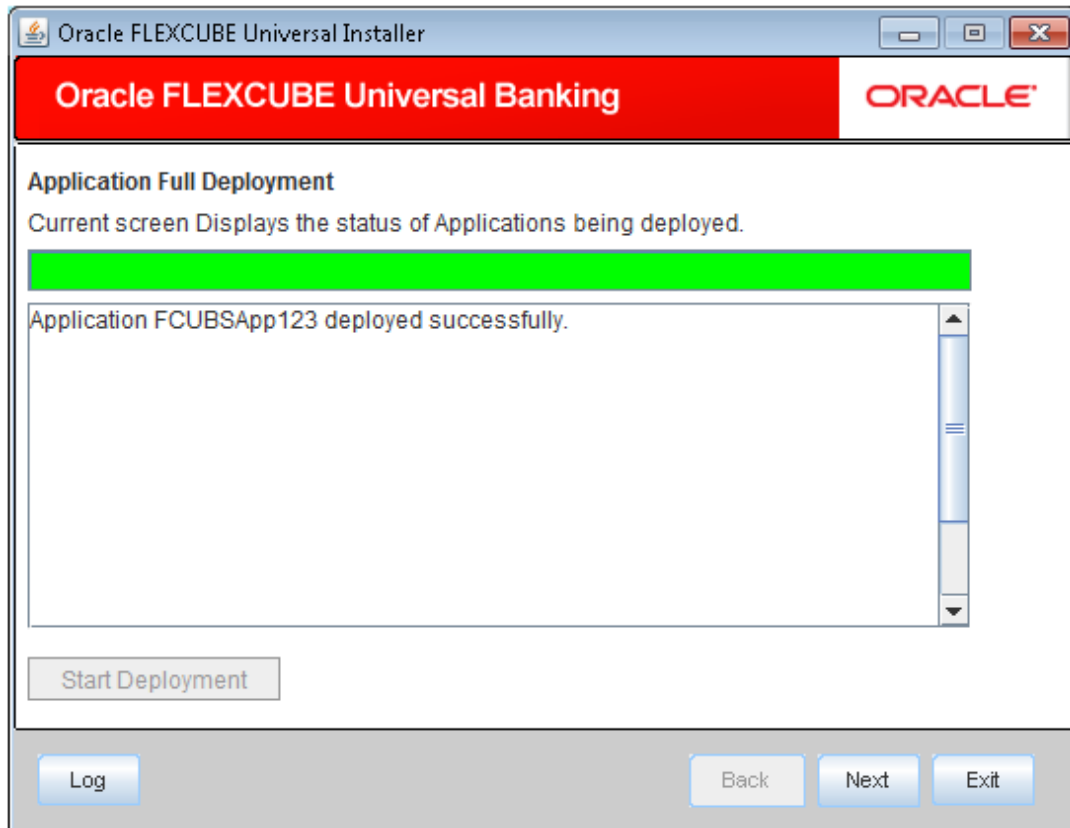 Oracle FLEXCUBE Universal Installer
Oracle FLEXCUBE Universal Banking
ORACLE
Application Full Deployment
Current screen Displays the status of Applications being deployed.
Application FCUBSApp123 deployed successfully.
Start Deployment
Log
Back
Next
Exit